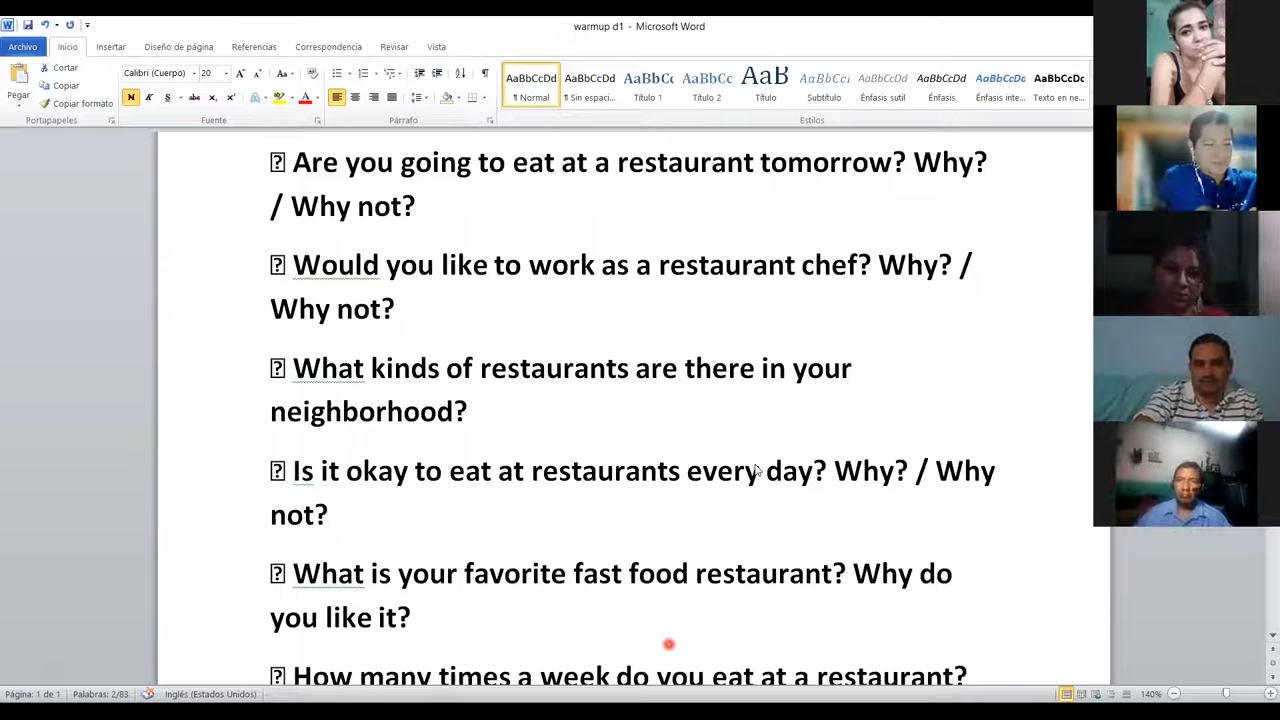 warmup d1 - Microsoft Word
Archivo Inicio Insertar Diseño de página Referencias Correspondencia Revisar Vista
Pegar
Cortar
Copiar
Copiar formato
Portapapeles
Calibri (Cuerpo) 20
Fuente
Párrafo
AaBbCcDd AaBbCcDd AaBbC AaBbCc AaB AaBbCc AaBbCcDd AaBbCcDd AaBbCcDd AaBbCcDc
¶ Normal ¶ Sin espaci... Título 1 Título 2 Título Subtítulo Énfasis sutil Énfasis Énfasis inte... Texto en ne...
Estilos
Are you going to eat at a restaurant tomorrow? Why?
/ Why not?
Would you like to work as a restaurant chef? Why? /
Why not?
What kinds of restaurants are there in your
neighborhood?
Is it okay to eat at restaurants every day? Why? / Why
not?
What is your favorite fast food restaurant? Why do
you like it?
How many times a week do you eat at a restaurant?
Página: 1 de 1 Palabras: 2/83 Inglés (Estados Unidos) 140%